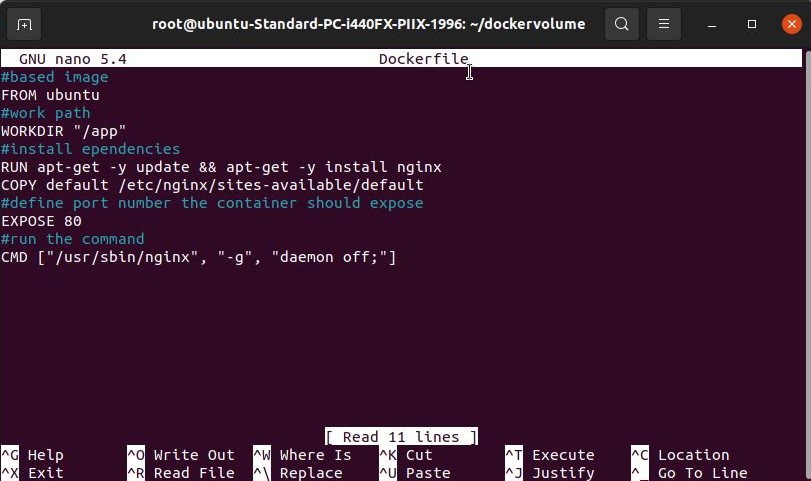 root@ubuntu-Standard-PC-i440FX-PIIX-1996: ~/dockervolume
GNU nano 5.4 Dockerfile
#based image
FROM ubuntu
#work path
WORKDIR "/app"
#install ependencies
RUN apt-get -y update && apt-get -y install nginx
COPY default /etc/nginx/sites-available/default
#define port number the container should expose
EXPOSE 80
#run the command
CMD ["/usr/sbin/nginx", "-g", "daemon off;"]
[ Read 11 lines ]
^G Help ^O Write Out ^W Where Is ^K Cut ^T Execute ^C Location
^X Exit ^R Read File ^\ Replace ^U Paste ^J Justify ^_ Go To Line